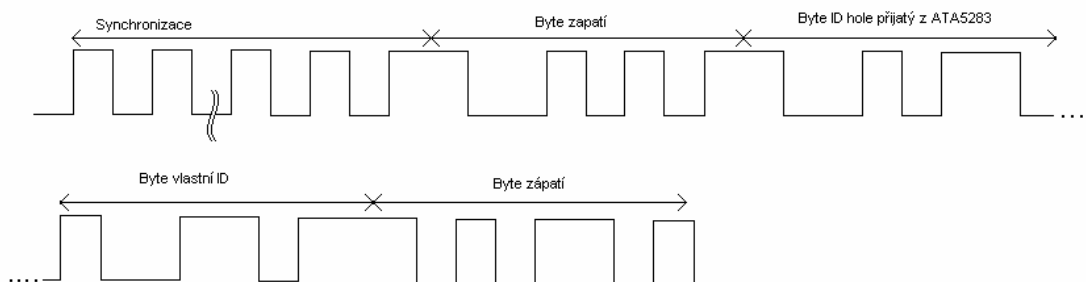 Synchronizace
Byte zapatí
Byte ID hole přijatý z ATA5283
...
Byte vlastní ID
Byte zápatí
....